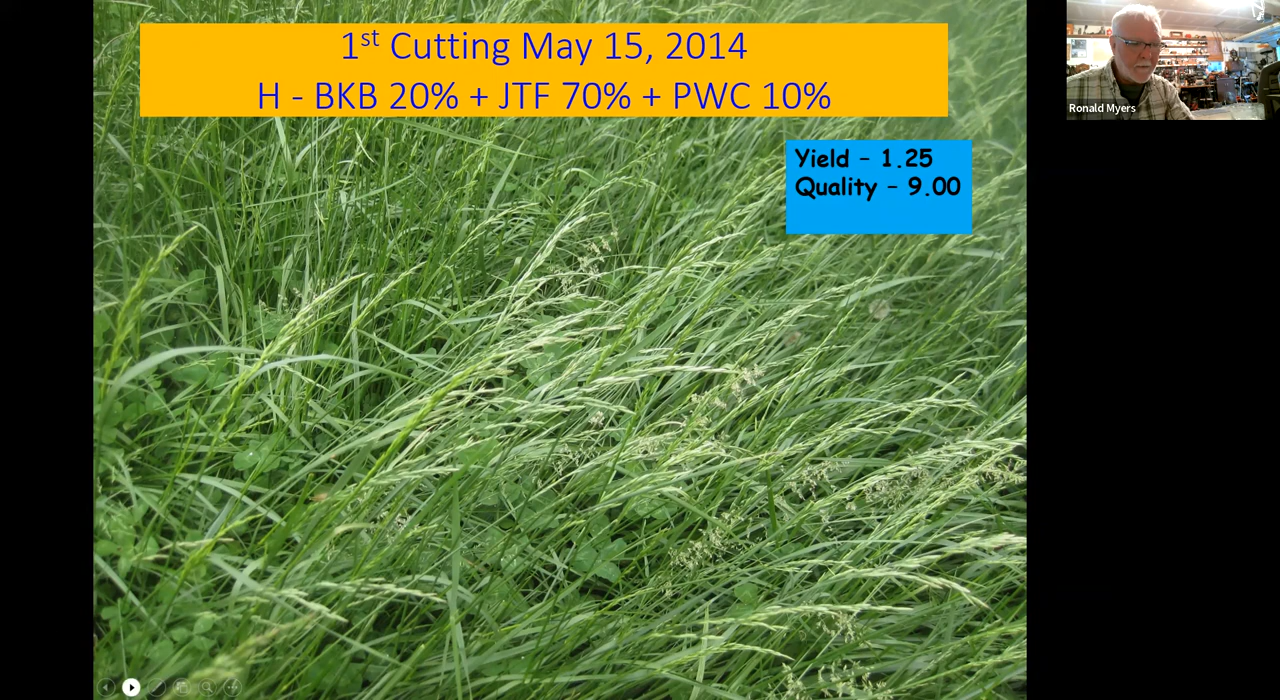 1st Cutting May 15, 2014
H - BKB 20% + JTF 70% + PWC 10%
Yield – 1.25
Quality – 9.00
Ronald Myers